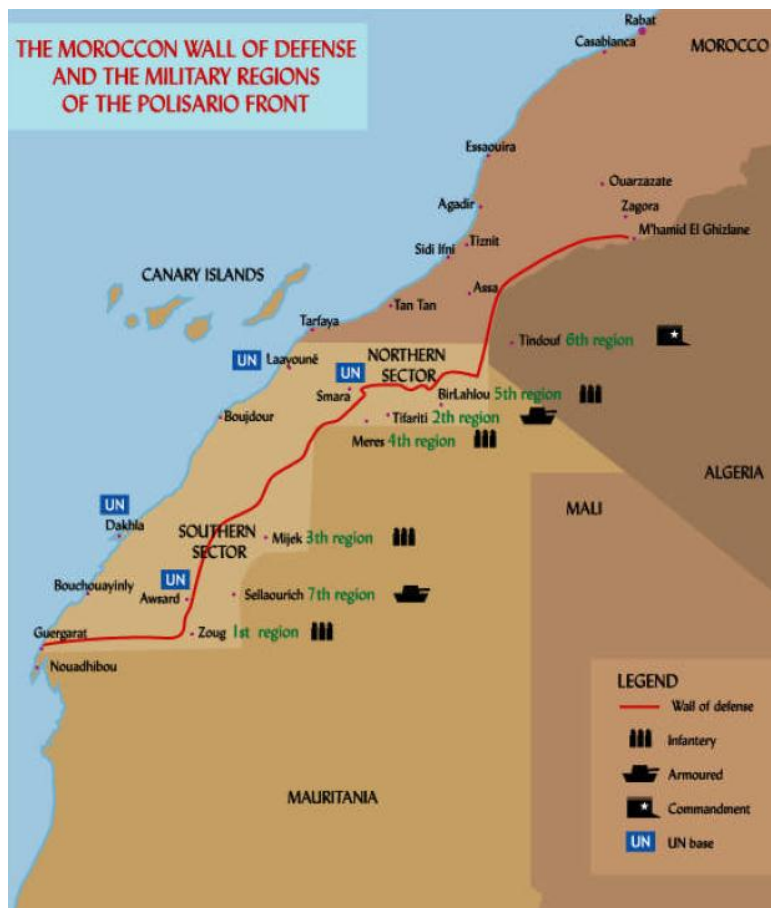 THE MOROCCON WALL OF DEFENSE
AND THE MILITARY REGIONS
OF THE POLISARIO FRONT
Rabat
Casablanca
MOROCCO
Essaouira
Ouarzazate
Zagora
Agadir
M'hamid El Ghizlane
Tiznit
Sidi Ifni
CANARY ISLANDS
Assa
Tan Tan
Tarfaya
Tindouf 6th region
UN
Laayounë
NORTHERN
SECTOR
UN
Smara
BirLahlou 5th region
Boujdour
Tifariti 2th region
Meres 4th region
ALGERIA
MALI
UN
Dakhla
SOUTHERN
SECTOR
Mijek 3th region
UN
Bouchouayinly
Awsard
Sellaourich 7th region
Guergarat
Zoug 1st region
Nouadhibou
MAURITANIA
LEGEND
Wall of defense
Infantery
Armoured
Commandment
UN
UN base